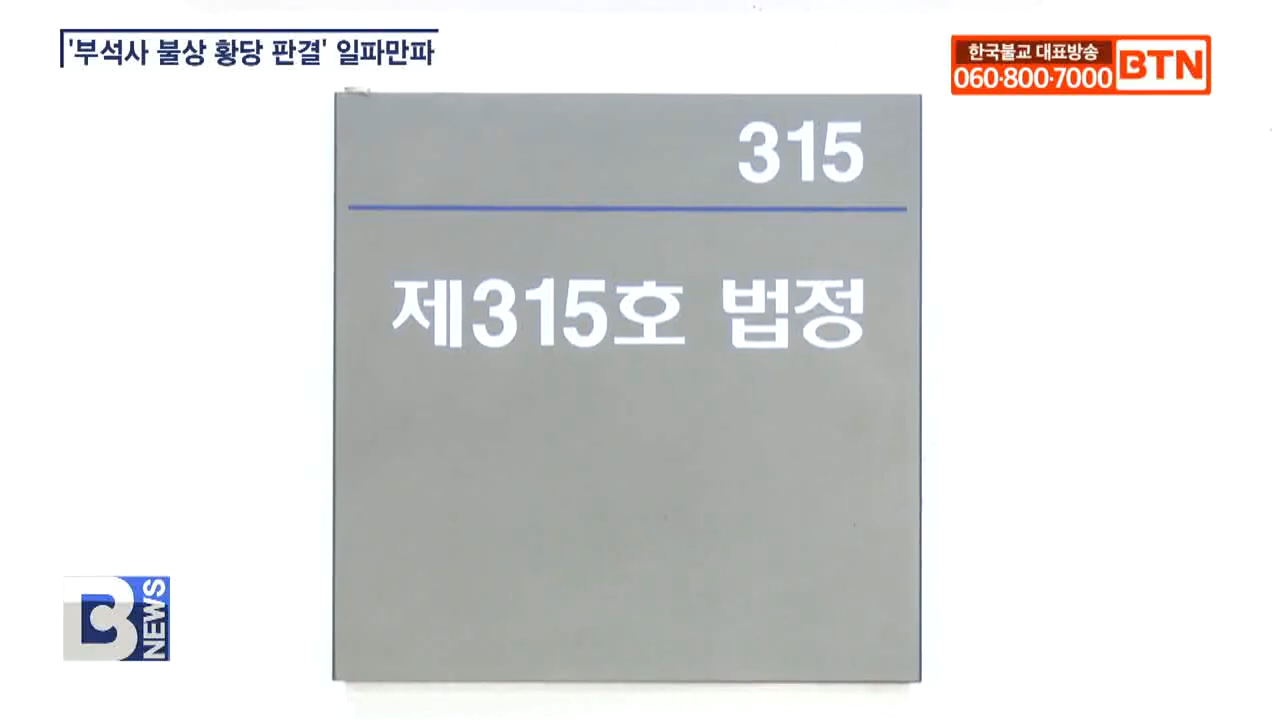 '부석사 불상 황당 판결' 일파만파
한국불교 대표방송
060·800·7000
BTN
315
제315호 법정
B NEWS